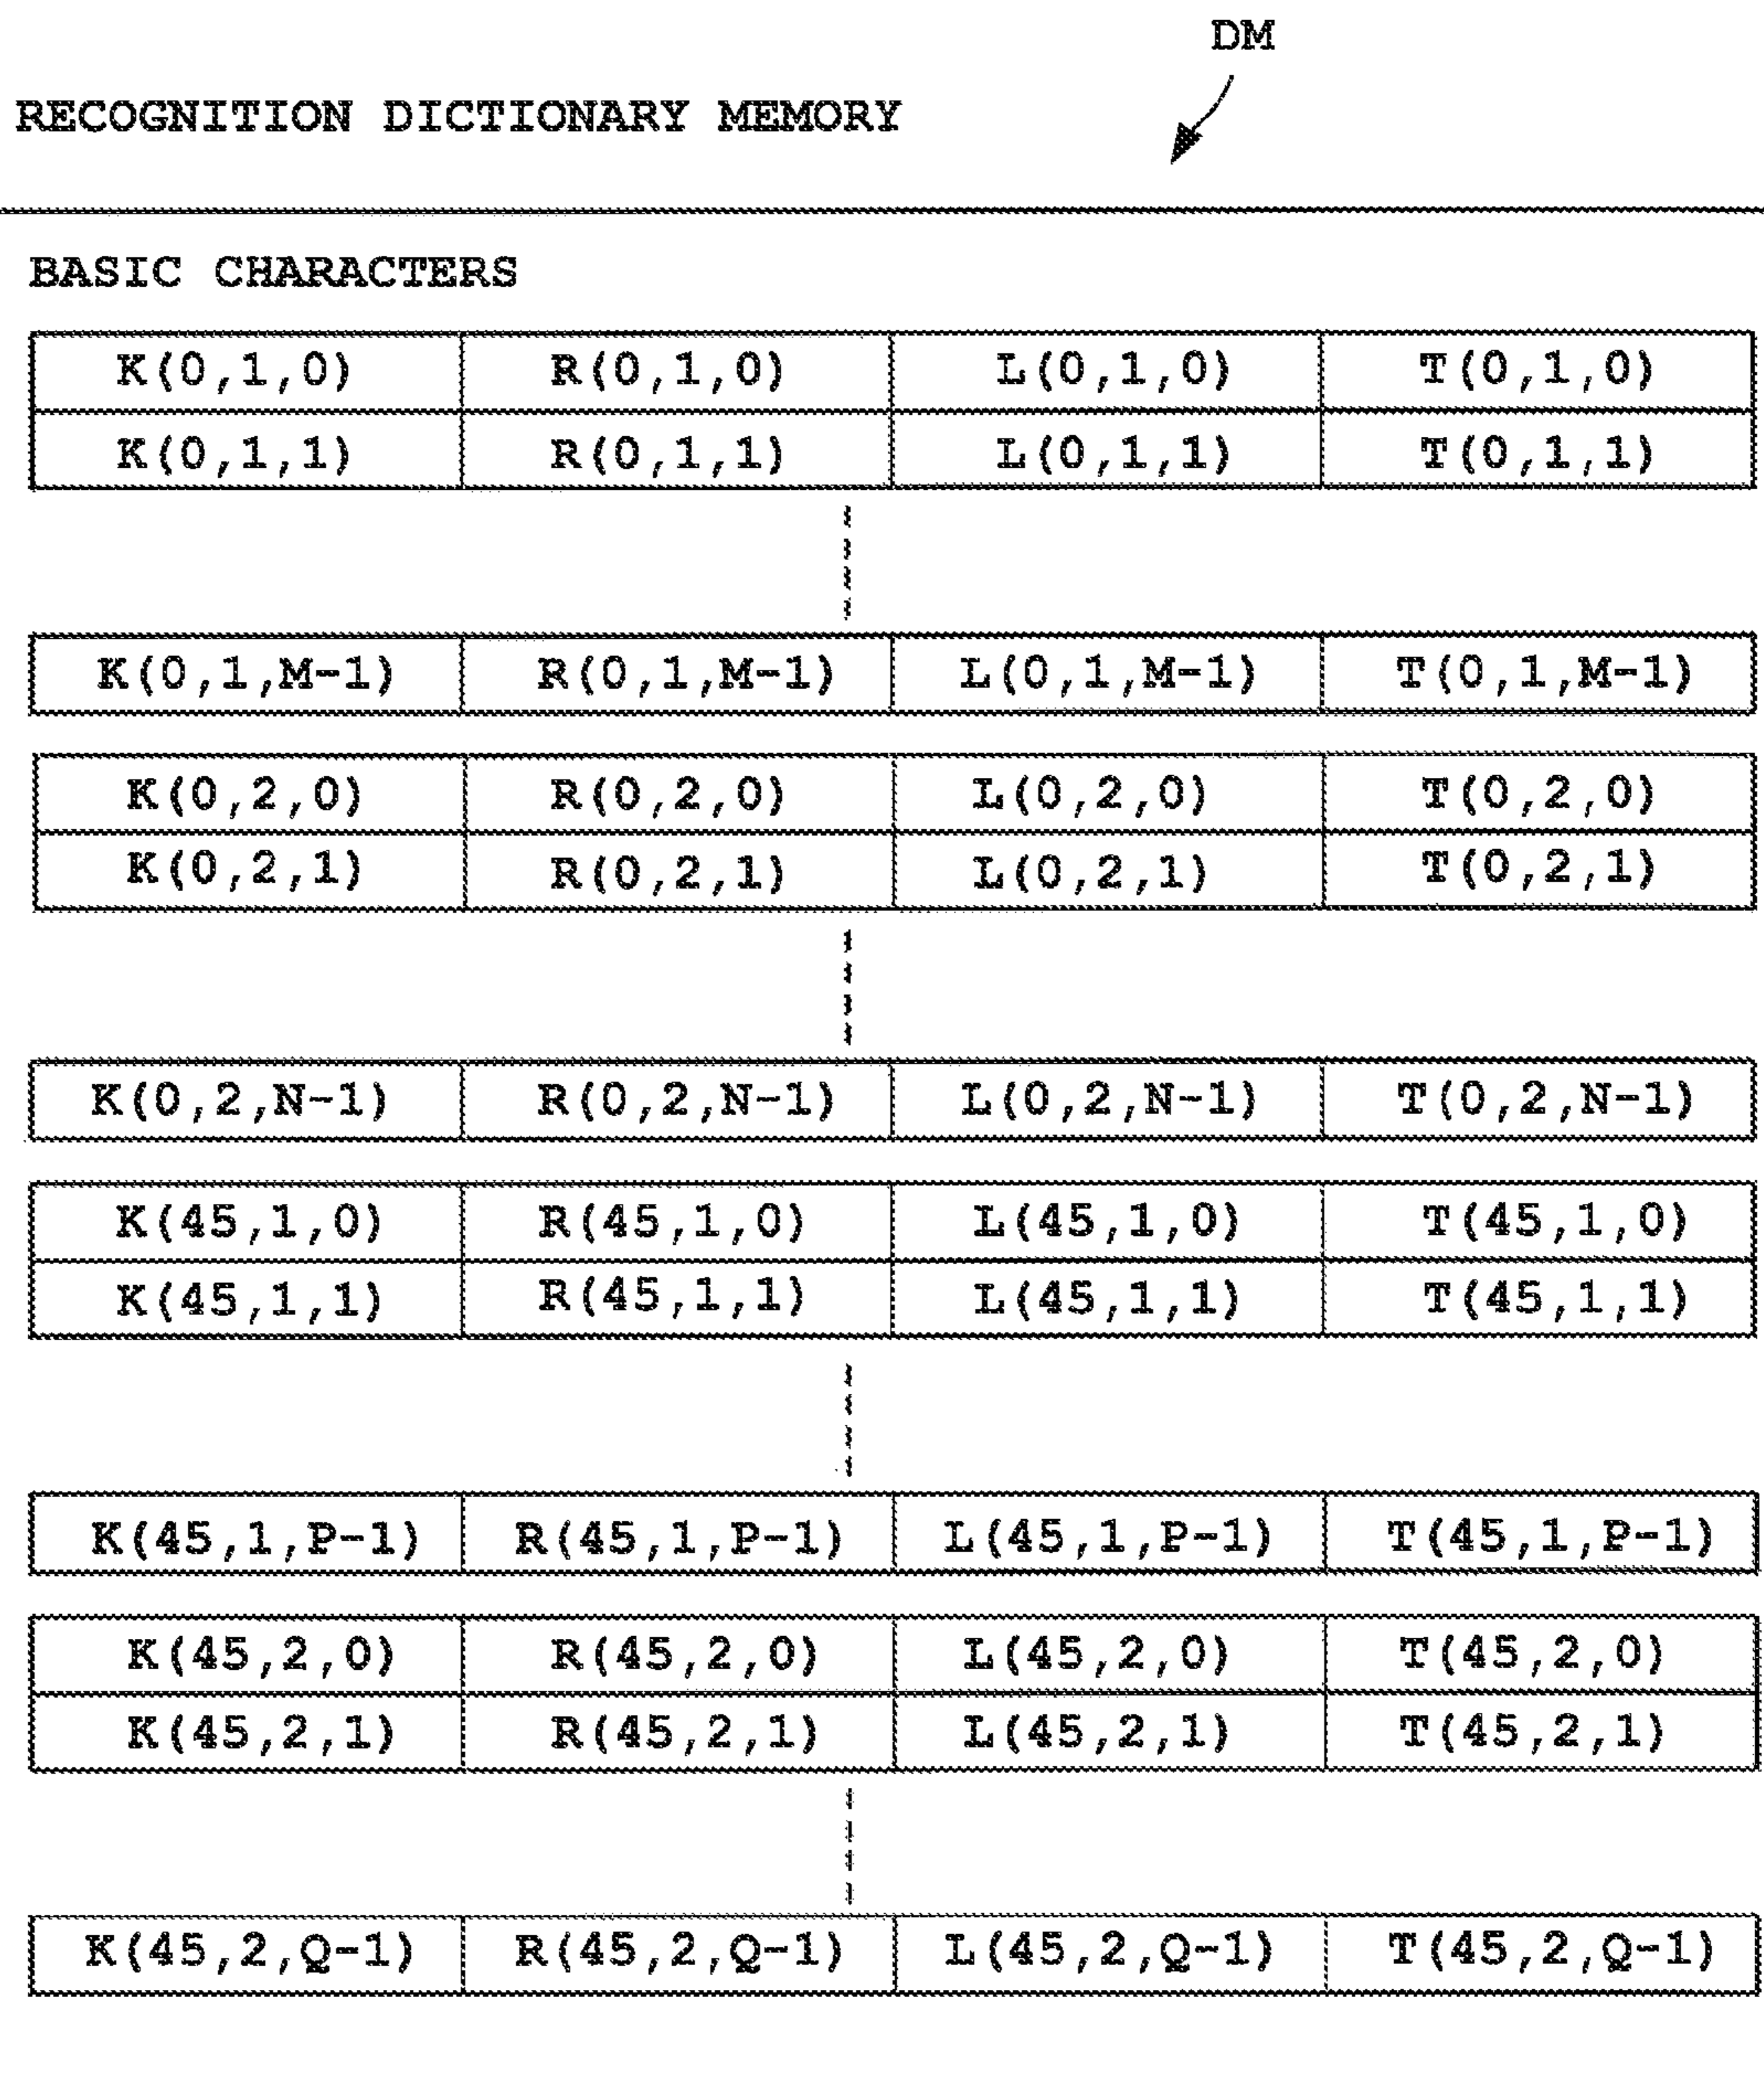 DM
RECOGNITION DICTIONARY MEMORY
BASIC CHARACTERS
K(0,1,0) R(0,1,0) L(0,1,0) T(0,1,0)
K(0,1,1) R(0,1,1) L(0,1,1) T(0,1,1)
K(0,1,M-1) R(0,1,M-1) L(0,1,M-1) T(0,1,M-1)
K(0,2,0) R(0,2,0) L(0,2,0) T(0,2,0)
K(0,2,1) R(0,2,1) L(0,2,1) T(0,2,1)
K(0,2,N-1) R(0,2,N-1) L(0,2,N-1) T(0,2,N-1)
K(45,1,0) R(45,1,0) L(45,1,0) T(45,1,0)
K(45,1,1) R(45,1,1) L(45,1,1) T(45,1,1)
K(45,1,P-1) R(45,1,P-1) L(45,1,P-1) T(45,1,P-1)
K(45,2,0) R(45,2,0) L(45,2,0) T(45,2,0)
K(45,2,1) R(45,2,1) L(45,2,1) T(45,2,1)
K(45,2,Q-1) R(45,2,Q-1) L(45,2,Q-1) T(45,2,Q-1)